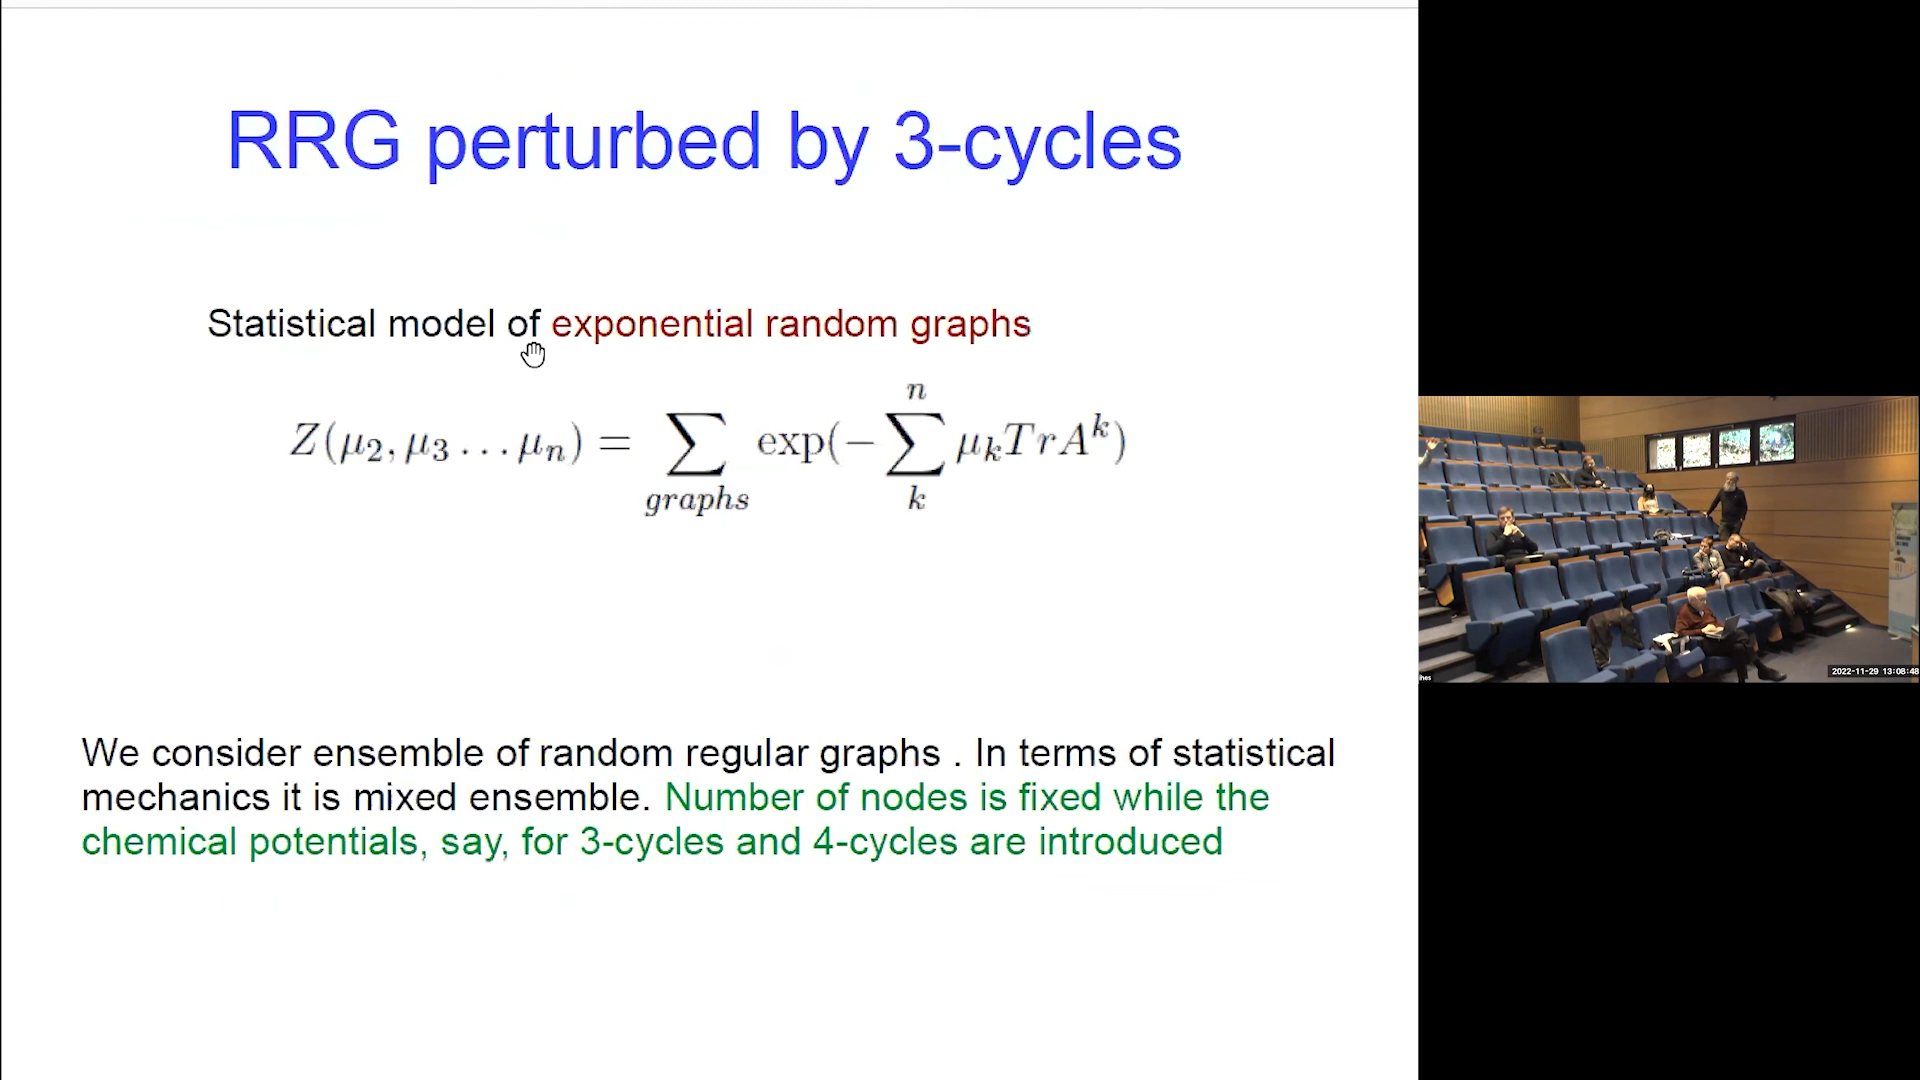 RRG perturbed by 3-cycles
Statistical model of exponential random graphs
Z(μ₂, μ₃ … μₙ) = ∑_{graphs} exp(−∑_{k}^{n} μₖTrAᵏ)
We consider ensemble of random regular graphs . In terms of statistical
mechanics it is mixed ensemble. Number of nodes is fixed while the
chemical potentials, say, for 3-cycles and 4-cycles are introduced
2022-11-29 13:08:48
ihes